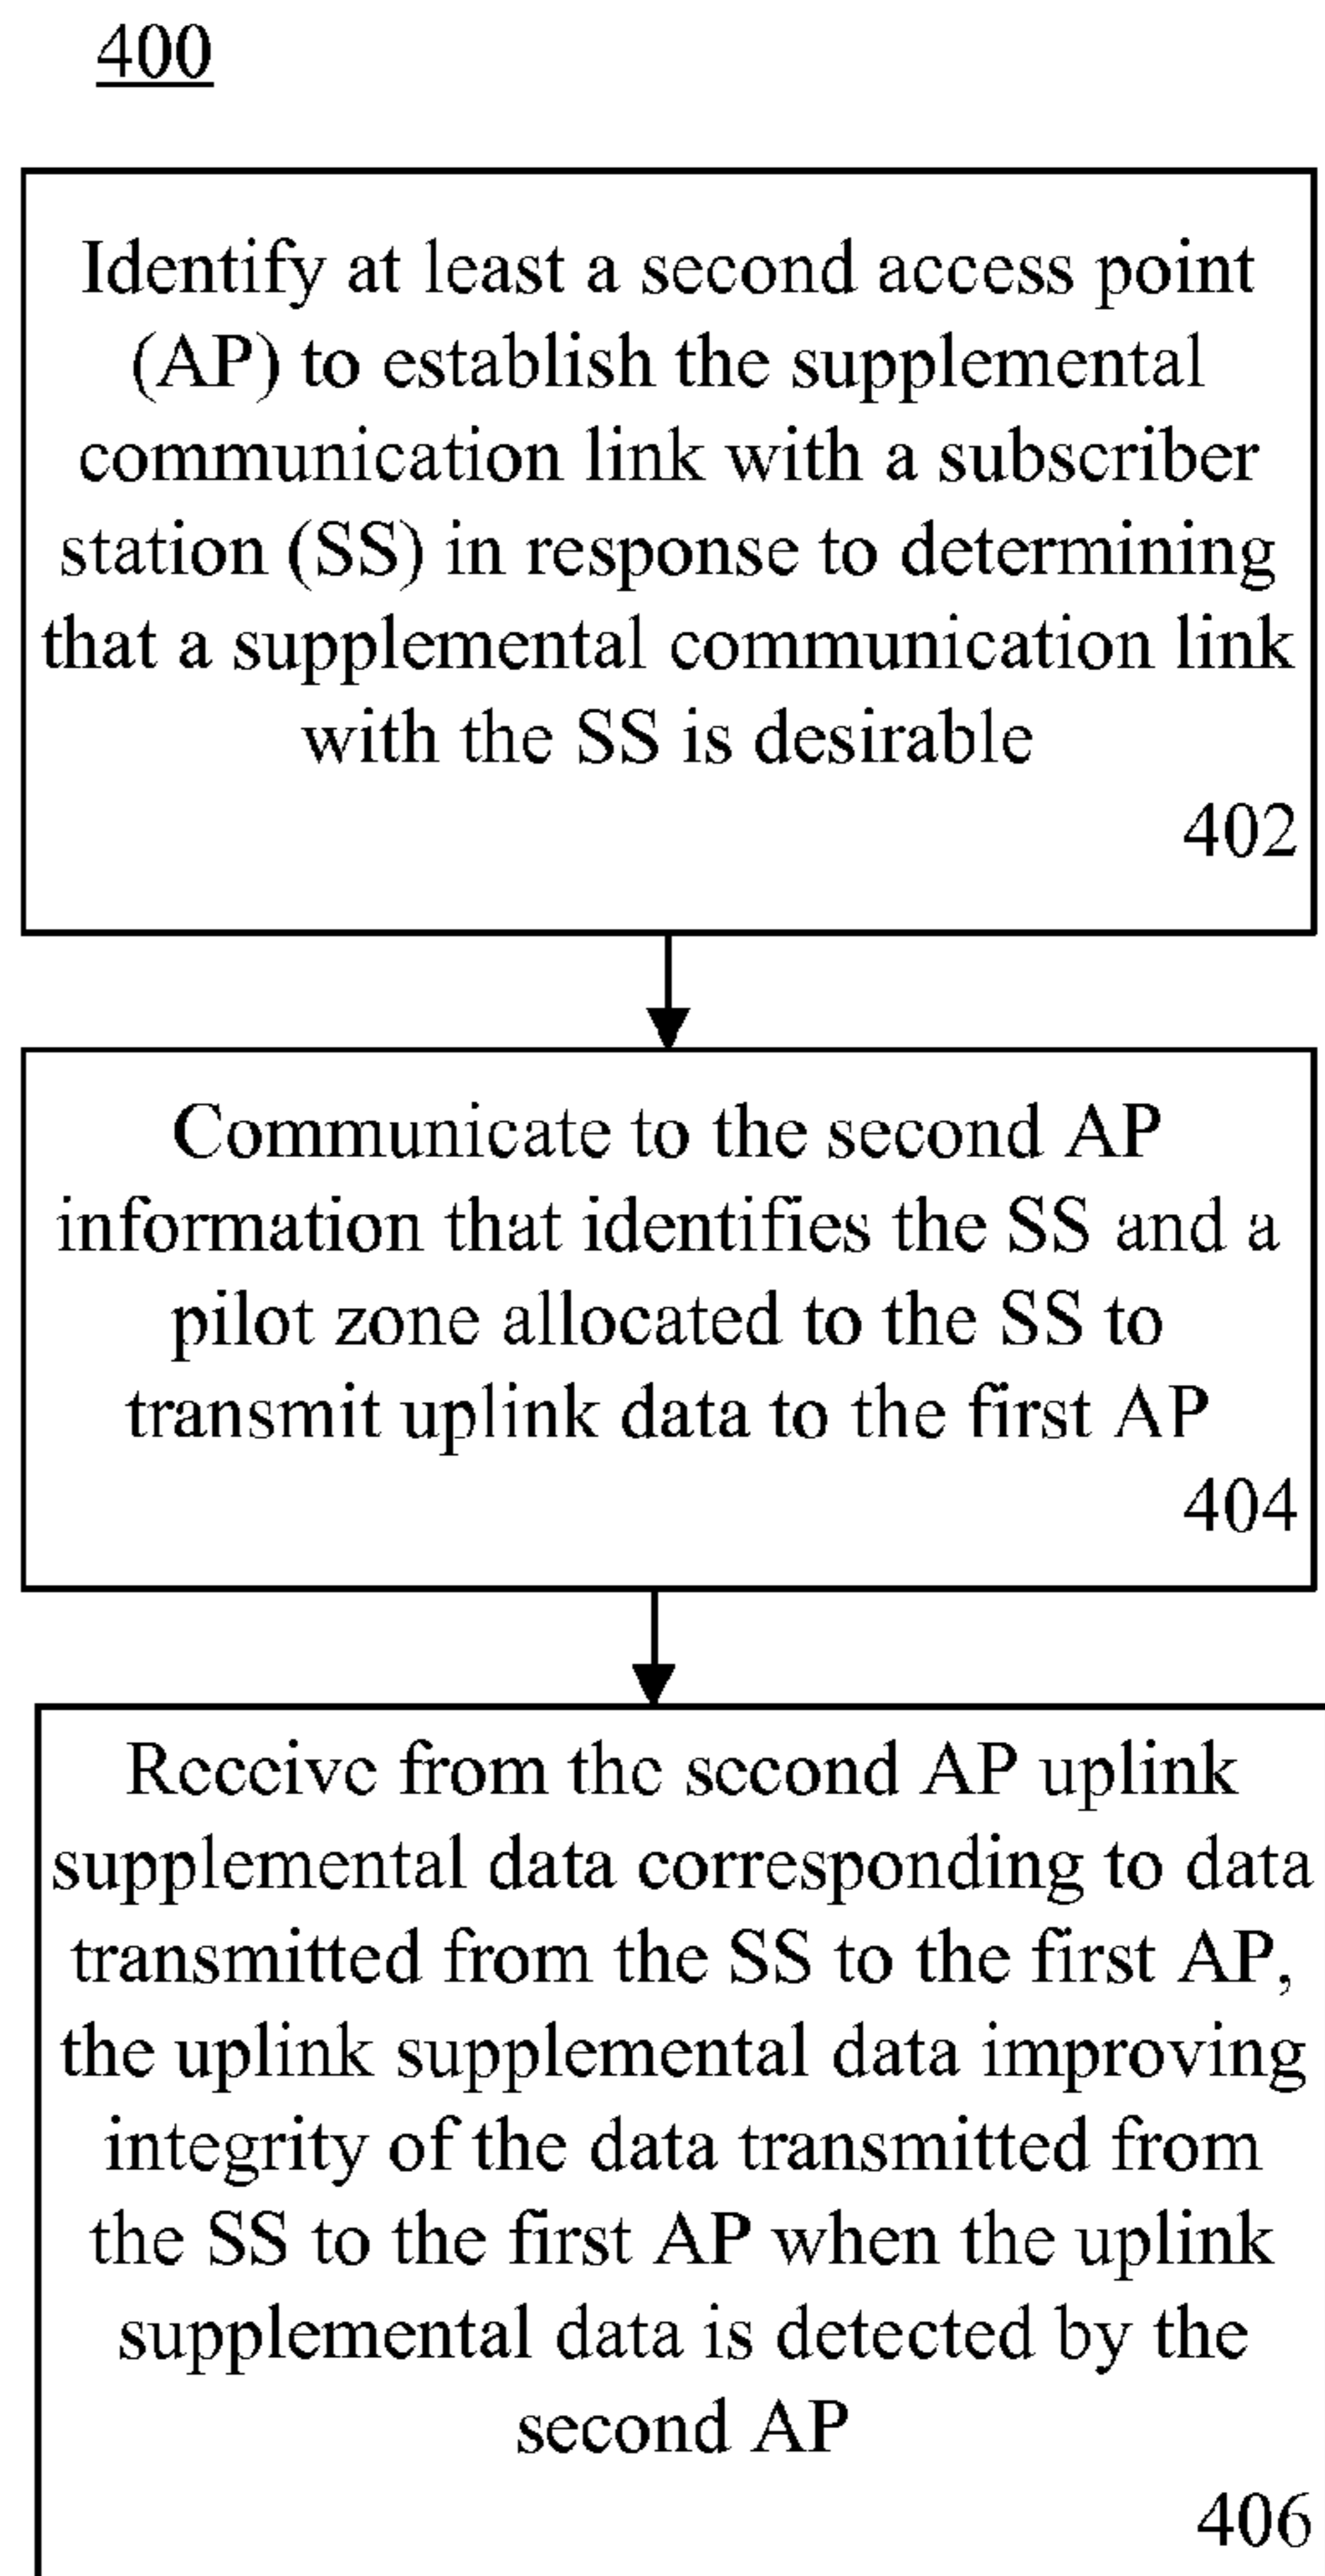 400
Identify at least a second access point
(AP) to establish the supplemental
communication link with a subscriber
station (SS) in response to determining
that a supplemental communication link
with the SS is desirable
402
Communicate to the second AP
information that identifies the SS and a
pilot zone allocated to the SS to
transmit uplink data to the first AP
404
Receive from the second AP uplink
supplemental data corresponding to data
transmitted from the SS to the first AP,
the uplink supplemental data improving
integrity of the data transmitted from
the SS to the first AP when the uplink
supplemental data is detected by the
second AP
406